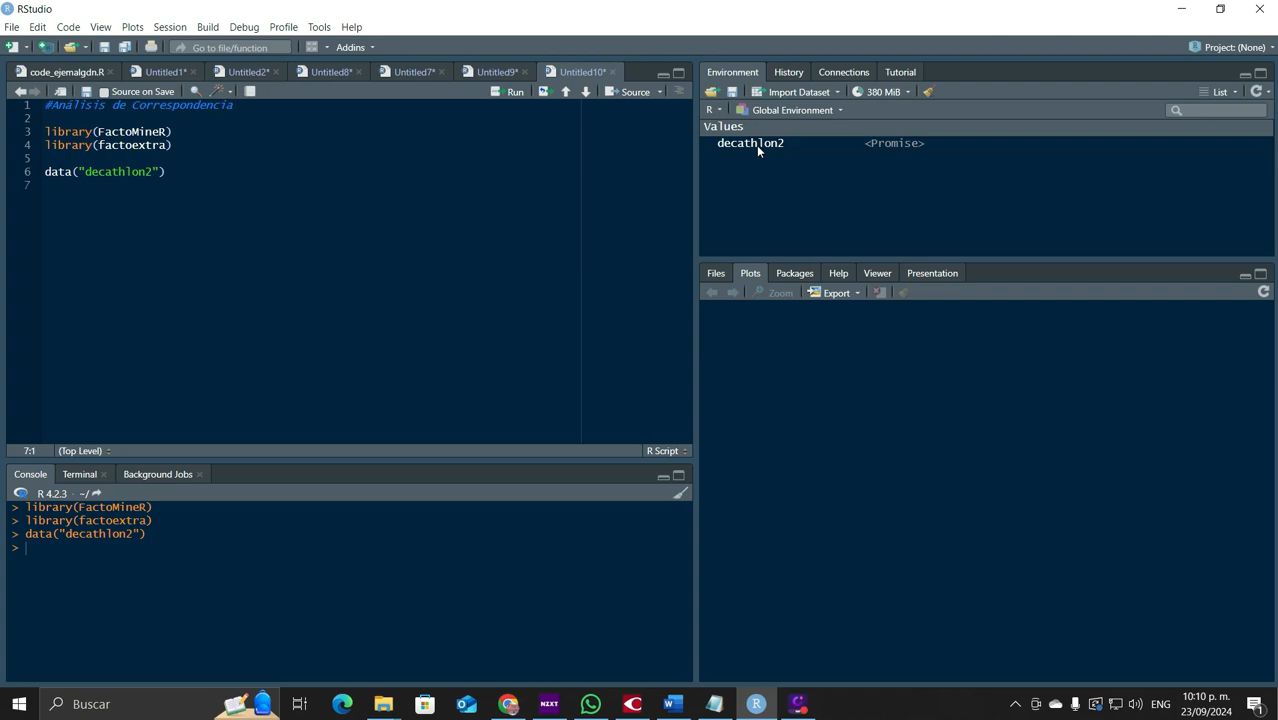 RStudio
File Edit Code View Plots Session Build Debug Profile Tools Help
Go to file/function Addins Project: (None)
code_ejemalgdn.R Untitled1* Untitled2* Untitled8* Untitled7* Untitled9* Untitled10*
Source on Save Run Source
1 #Análisis de Correspondencia
2
3 library(FactoMineR)
4 library(factoextra)
5
6 data("decathlon2")
7
7:1 (Top Level) R Script
Console Terminal Background Jobs
R 4.2.3 · ~/
> library(FactoMineR)
> library(factoextra)
> data("decathlon2")
>
Environment History Connections Tutorial
Import Dataset 380 MiB List
R Global Environment
Values
decathlon2 <Promise>
Files Plots Packages Help Viewer Presentation
Zoom Export
Buscar NZXT ENG 10:10 p. m.
23/09/2024